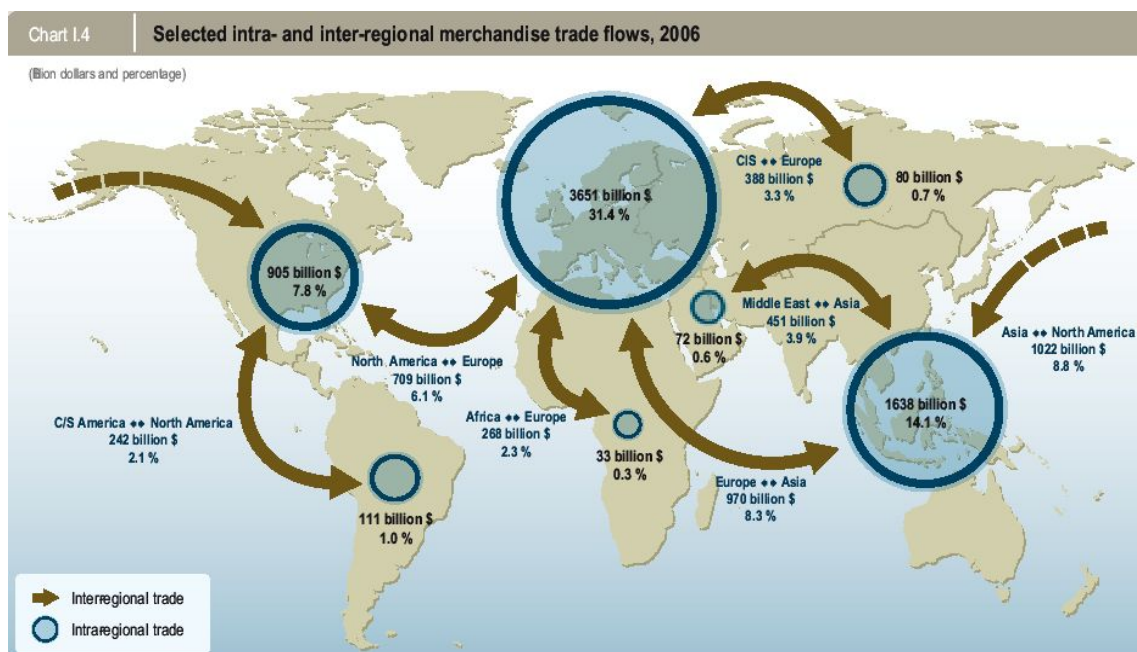 Chart I.4
Selected intra- and inter-regional merchandise trade flows, 2006
(Billion dollars and percentage)
CIS ↔ Europe
388 billion $
3.3 %
80 billion $
0.7 %
3651 billion $
31.4 %
905 billion $
7.8 %
Middle East ↔ Asia
451 billion $
3.9 %
72 billion $
0.6 %
Asia ↔ North America
1022 billion $
8.8 %
North America ↔ Europe
709 billion $
6.1 %
C/S America ↔ North America
242 billion $
2.1 %
Africa ↔ Europe
268 billion $
2.3 %
1638 billion $
14.1 %
33 billion $
0.3 %
Europe ↔ Asia
970 billion $
8.3 %
111 billion $
1.0 %
Interregional trade
Intraregional trade